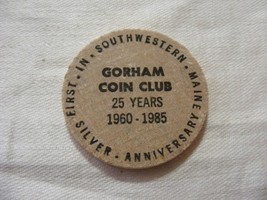 FIRST - IN - SOUTHWESTERN - MAINE
GORHAM
COIN CLUB
25 YEARS
1960 - 1985
SILVER - ANNIVERSARY